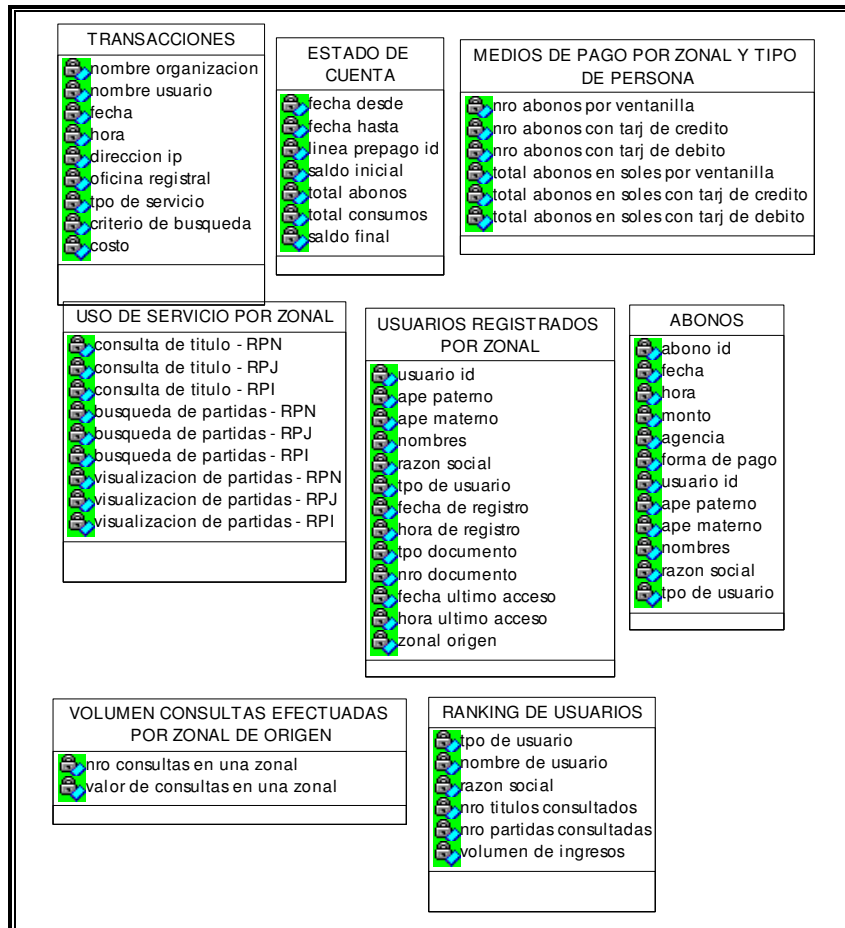 TRANSACCIONES
nombre organizacion
nombre usuario
fecha
hora
direccion ip
oficina registral
tpo de servicio
criterio de busqueda
costo
ESTADO DE
CUENTA
fecha desde
fecha hasta
linea prepago id
saldo inicial
total abonos
total consumos
saldo final
MEDIOS DE PAGO POR ZONAL Y TIPO
DE PERSONA
nro abonos por ventanilla
nro abonos con tarj de credito
nro abonos con tarj de debito
total abonos en soles por ventanilla
total abonos en soles con tarj de credito
total abonos en soles con tarj de debito
USO DE SERVICIO POR ZONAL
consulta de titulo - RPN
consulta de titulo - RPJ
consulta de titulo - RPI
busqueda de partidas - RPN
busqueda de partidas - RPJ
busqueda de partidas - RPI
visualizacion de partidas - RPN
visualizacion de partidas - RPJ
visualizacion de partidas - RPI
USUARIOS REGISTRADOS
POR ZONAL
usuario id
ape paterno
ape materno
nombres
razon social
tpo de usuario
fecha de registro
hora de registro
tpo documento
nro documento
fecha ultimo acceso
hora ultimo acceso
zonal origen
ABONOS
abono id
fecha
hora
monto
agencia
forma de pago
usuario id
ape paterno
ape materno
nombres
razon social
tpo de usuario
VOLUMEN CONSULTAS EFECTUADAS
POR ZONAL DE ORIGEN
nro consultas en una zonal
valor de consultas en una zonal
RANKING DE USUARIOS
tpo de usuario
nombre de usuario
razon social
nro titulos consultados
nro partidas consultadas
volumen de ingresos